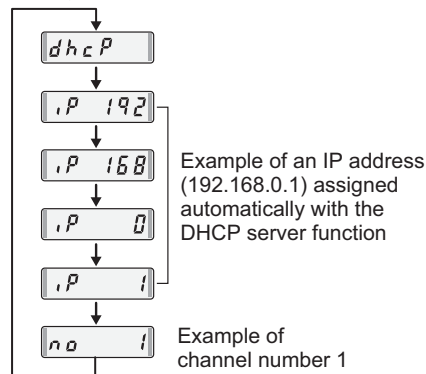 dhcP
iP 192
iP 168
iP 0
iP 1
Example of an IP address
(192.168.0.1) assigned
automatically with the
DHCP server function
no 1
Example of
channel number 1